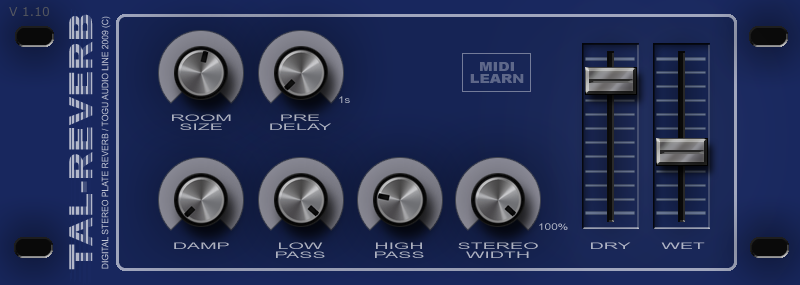 V 1.10
TAL-REVERB
DIGITAL STEREO PLATE REVERB / TOGU AUDIO LINE 2009 (C)
ROOM
SIZE
PRE
DELAY
1s
MIDI
LEARN
DAMP
LOW
PASS
HIGH
PASS
STEREO
WIDTH
100%
DRY
WET